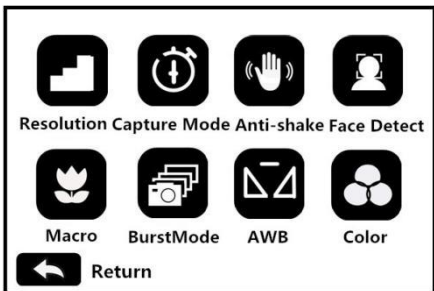 Resolution Capture Mode Anti-shake Face Detect
Macro BurstMode AWB Color
Return